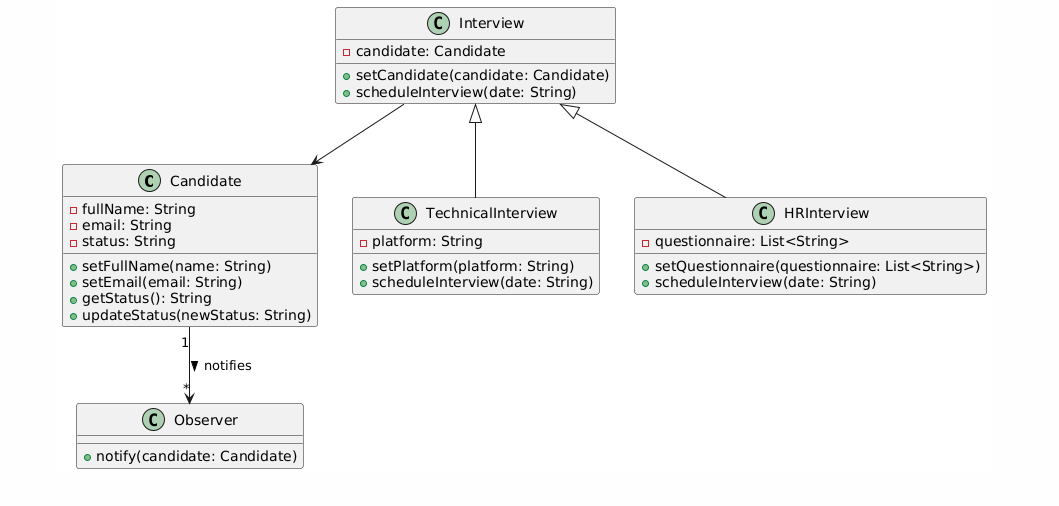 C Interview
candidate: Candidate
setCandidate(candidate: Candidate)
scheduleInterview(date: String)
C Candidate
fullName: String
email: String
status: String
setFullName(name: String)
setEmail(email: String)
getStatus(): String
updateStatus(newStatus: String)
C TechnicalInterview
platform: String
setPlatform(platform: String)
scheduleInterview(date: String)
C HRInterview
questionnaire: List<String>
setQuestionnaire(questionnaire: List<String>)
scheduleInterview(date: String)
1
notifies
*
C Observer
notify(candidate: Candidate)